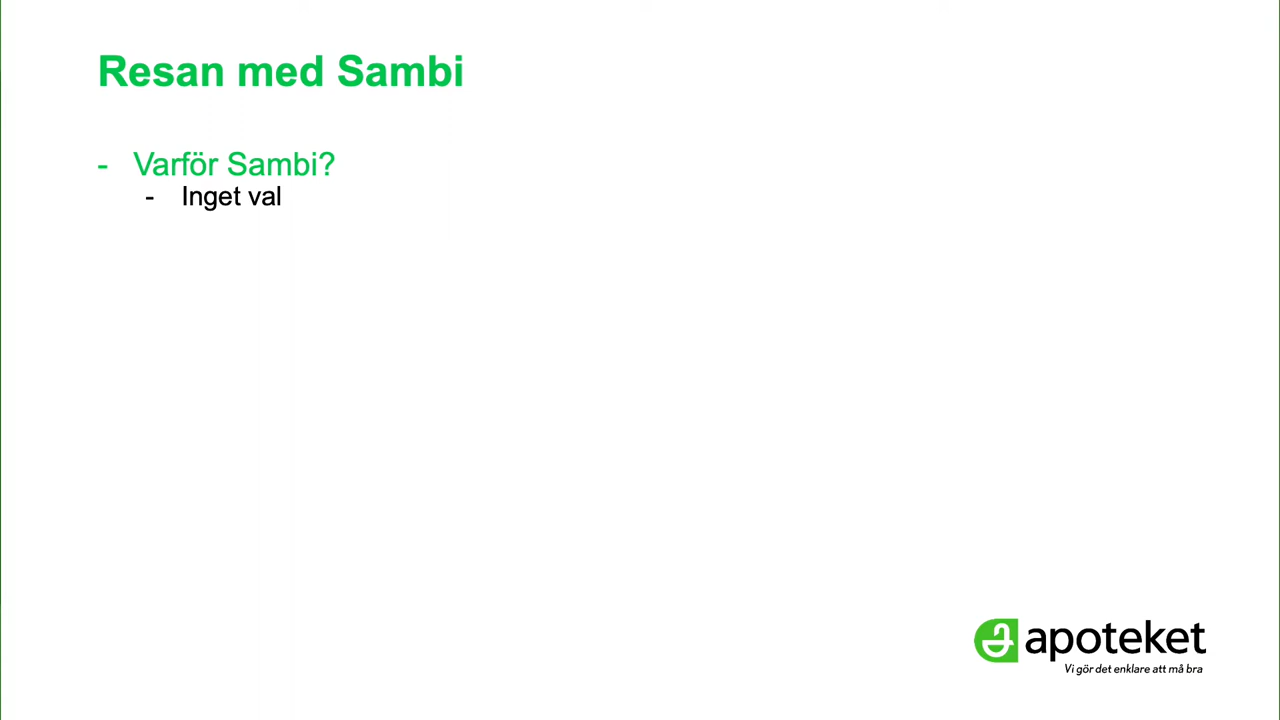 Resan med Sambi
- Varför Sambi?
- Inget val
apoteket
Vi gör det enklare att må bra